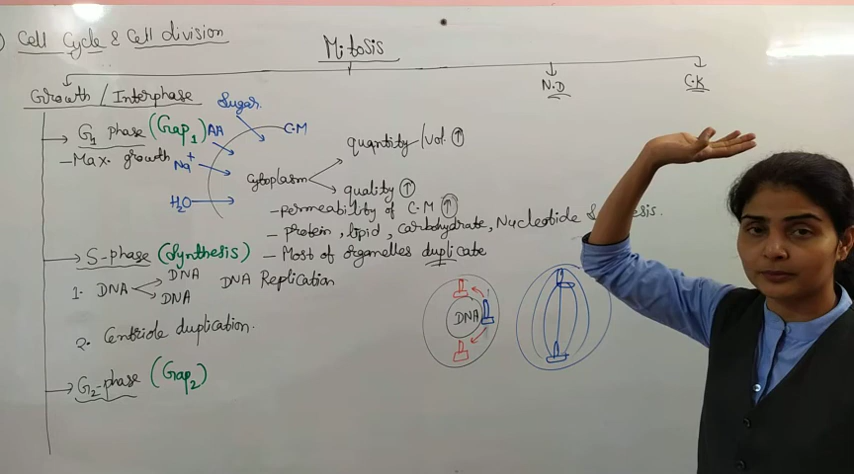 Cell Cycle & Cell division
Mitosis
N.D
C.K
Growth / Interphase
Sugar
G1 phase (Gap1)
AA
C.M
- Max. growth
Na+
quantity/Vol. ↑
Cytoplasm
quality ↑
H2O
- permeability of C.M ↑
- protein, lipid, carbohydrate, Nucleotide
S-phase (Synthesis)
- Most of organelles duplicate
1. DNA
DNA
DNA
DNA Replication
DNA
2. Centriole duplication.
G2-phase (Gap2)